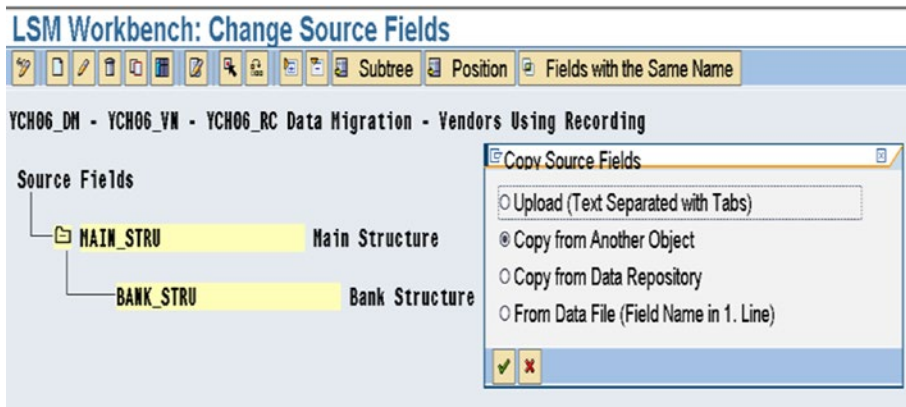 LSM Workbench: Change Source Fields
Subtree Position Fields with the Same Name
YCH06_DM - YCH06_VN - YCH06_RC Data Migration - Vendors Using Recording
Source Fields
MAIN_STRU Main Structure
BANK_STRU Bank Structure
Copy Source Fields
Upload (Text Separated with Tabs)
Copy from Another Object
Copy from Data Repository
From Data File (Field Name in 1. Line)